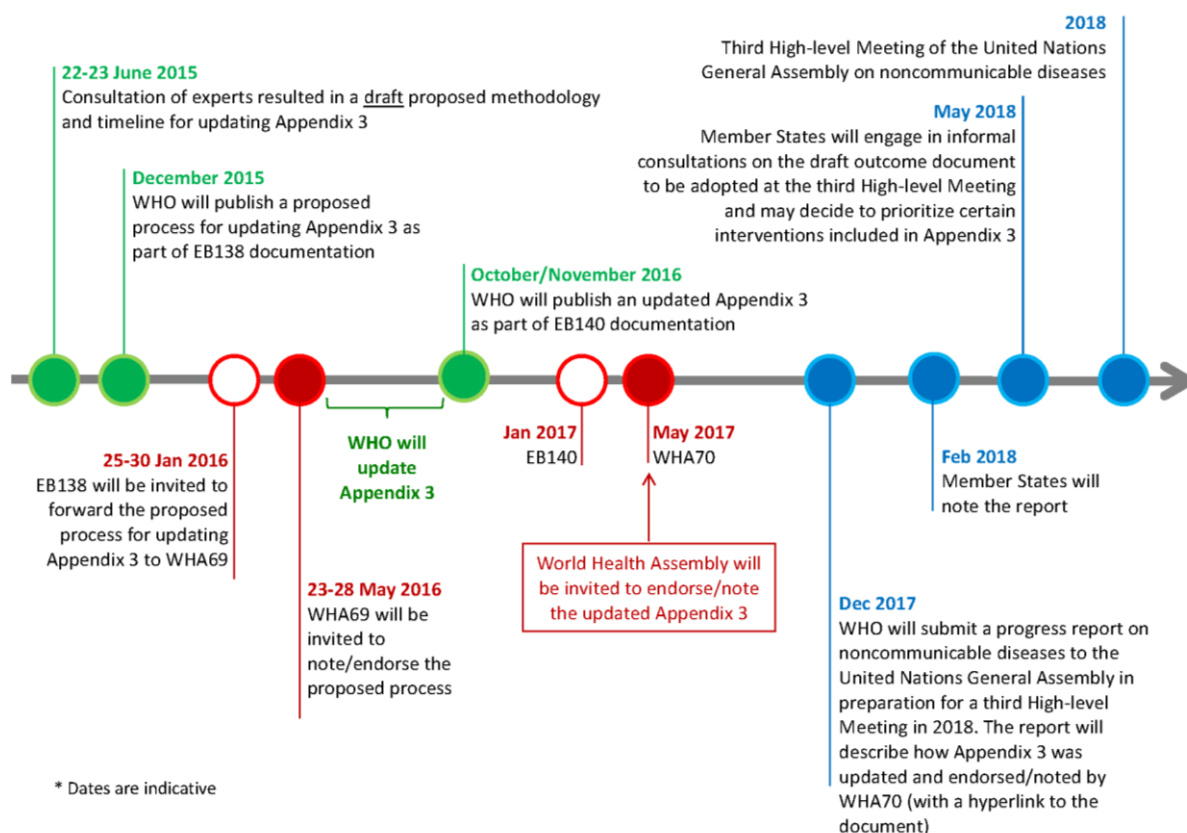 22-23 June 2015
Consultation of experts resulted in a draft proposed methodology
and timeline for updating Appendix 3
December 2015
WHO will publish a proposed
process for updating Appendix 3 as
part of EB138 documentation
October/November 2016
WHO will publish an updated Appendix 3
as part of EB140 documentation
2018
Third High-level Meeting of the United Nations
General Assembly on noncommunicable diseases
May 2018
Member States will engage in informal
consultations on the draft outcome document
to be adopted at the third High-level Meeting
and may decide to prioritize certain
interventions included in Appendix 3
25-30 Jan 2016
EB138 will be invited to
forward the proposed
process for updating
Appendix 3 to WHA69
23-28 May 2016
WHA69 will be
invited to
note/endorse the
proposed process
WHO will
update
Appendix 3
Jan 2017
EB140
May 2017
WHA70
World Health Assembly will
be invited to endorse/note
the updated Appendix 3
Dec 2017
WHO will submit a progress report on
noncommunicable diseases to the
United Nations General Assembly in
preparation for a third High-level
Meeting in 2018. The report will
describe how Appendix 3 was
updated and endorsed/noted by
WHA70 (with a hyperlink to the
document)
Feb 2018
Member States will
note the report
* Dates are indicative